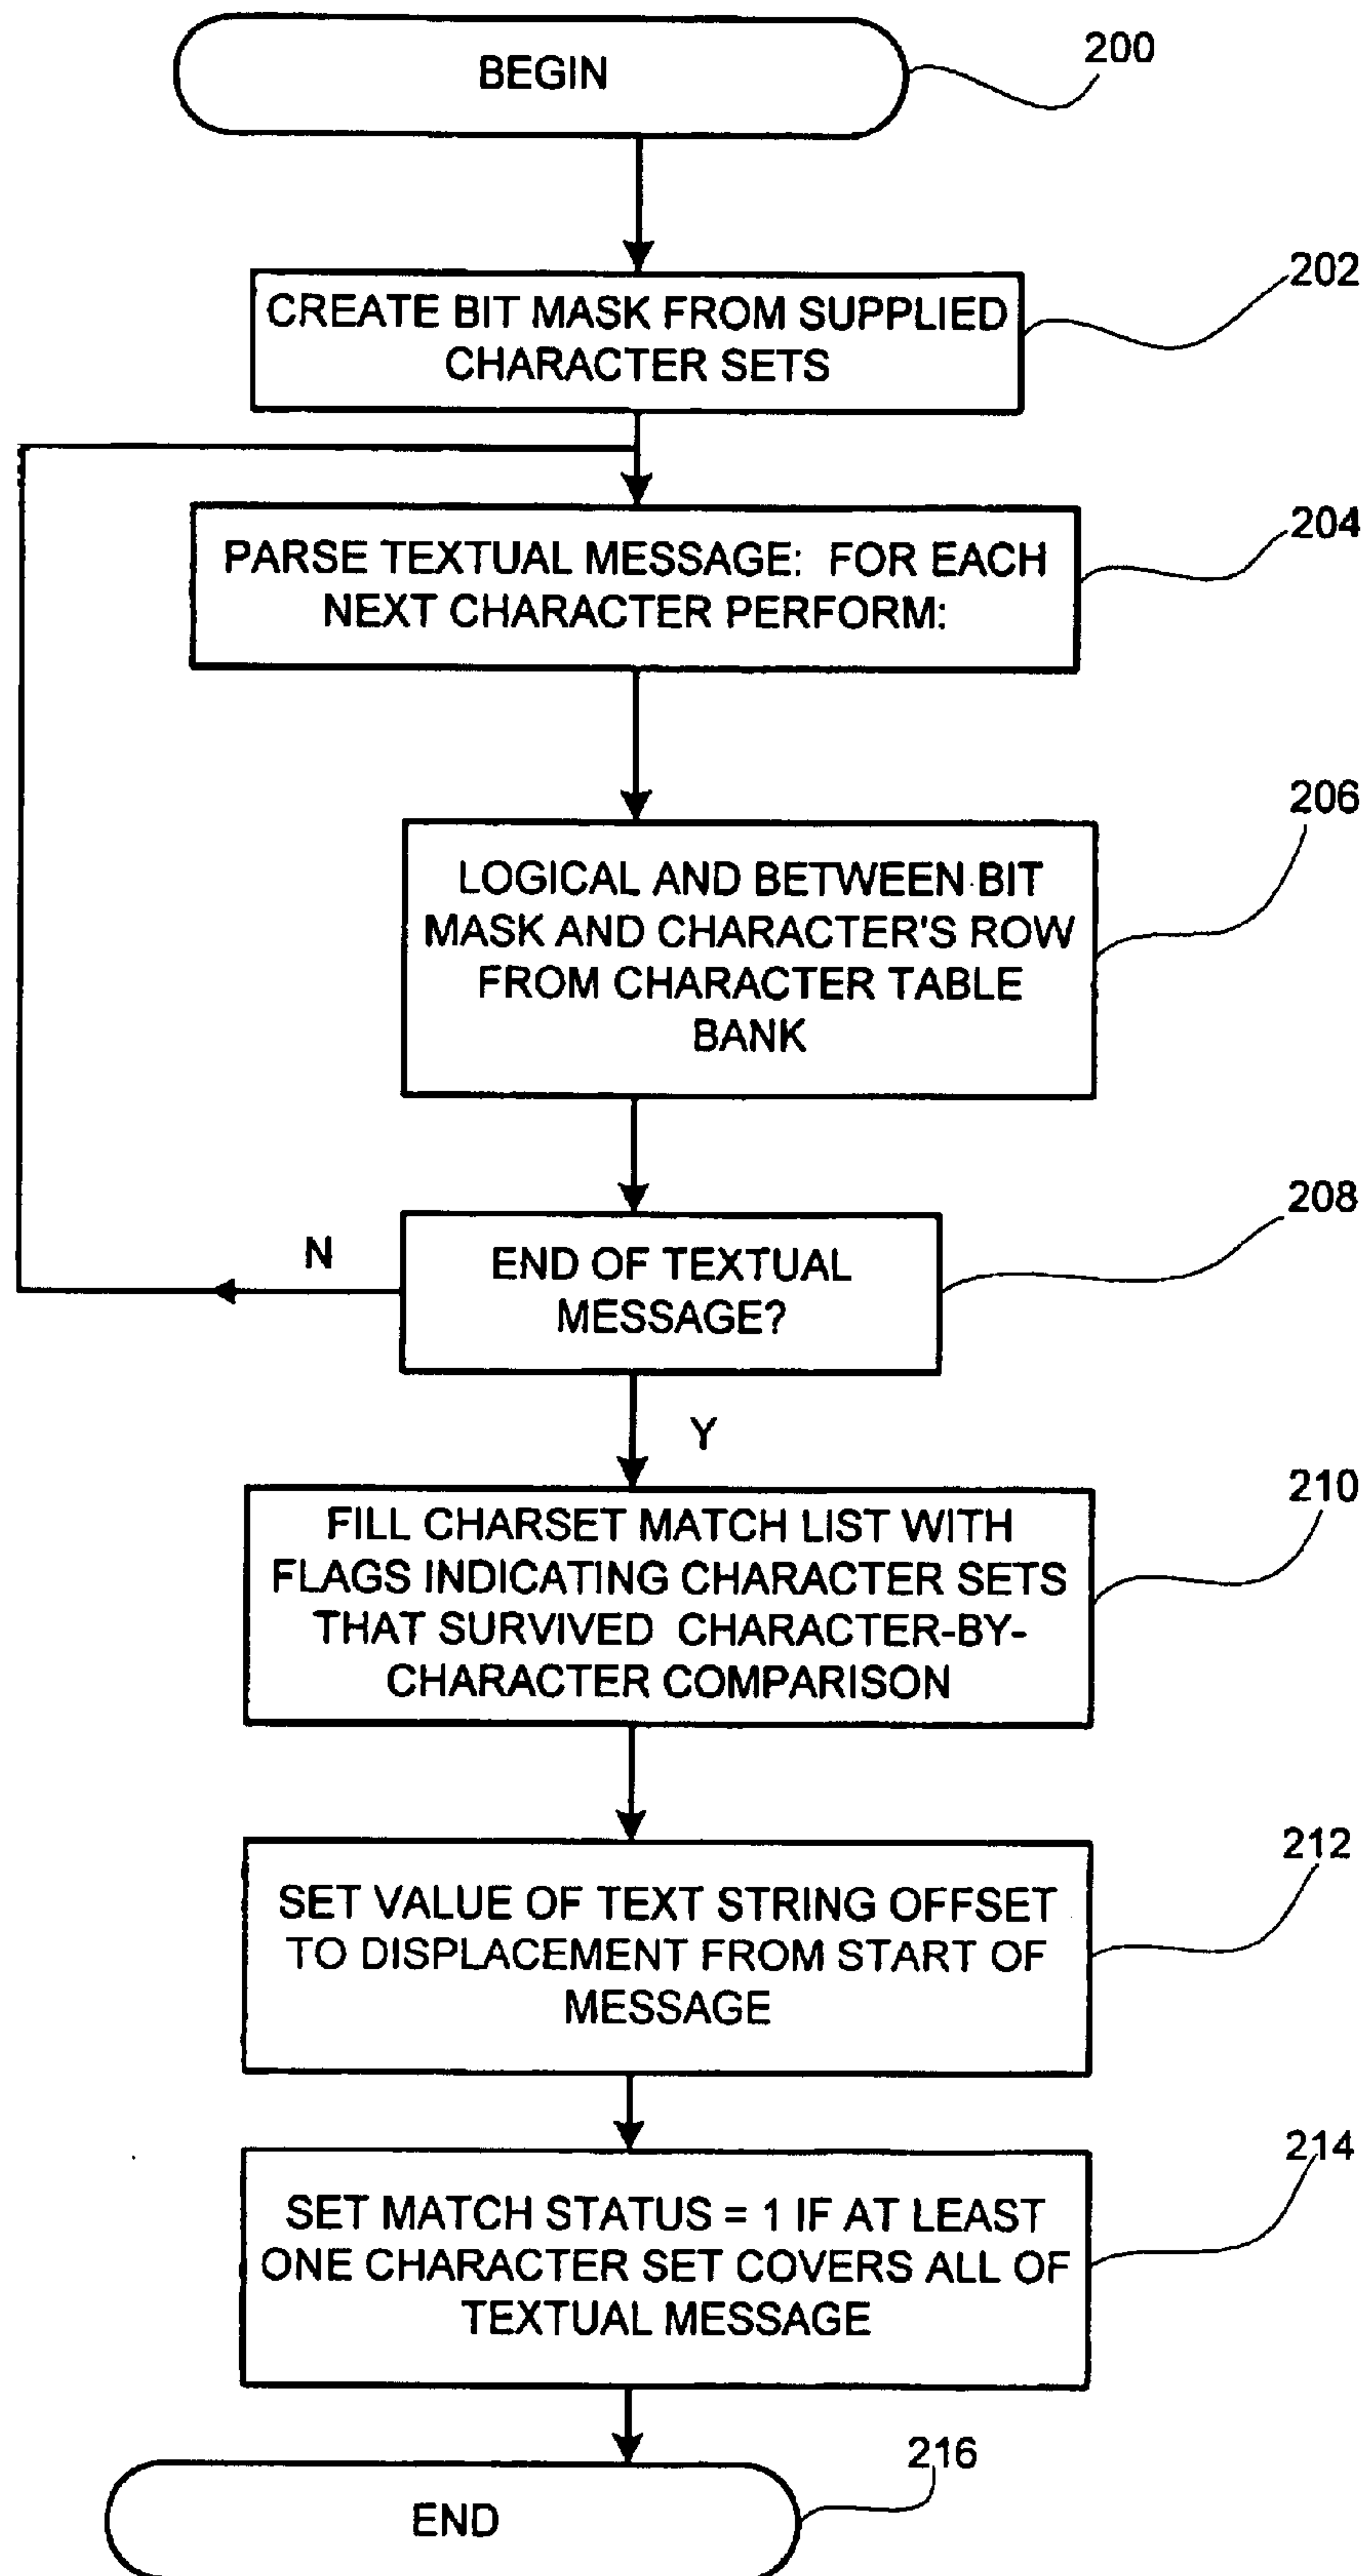 BEGIN
200
CREATE BIT MASK FROM SUPPLIED
CHARACTER SETS
202
PARSE TEXTUAL MESSAGE: FOR EACH
NEXT CHARACTER PERFORM:
204
LOGICAL AND BETWEEN BIT
MASK AND CHARACTER'S ROW
FROM CHARACTER TABLE
BANK
206
END OF TEXTUAL
MESSAGE?
208
N
Y
FILL CHARSET MATCH LIST WITH
FLAGS INDICATING CHARACTER SETS
THAT SURVIVED CHARACTER-BY-
CHARACTER COMPARISON
210
SET VALUE OF TEXT STRING OFFSET
TO DISPLACEMENT FROM START OF
MESSAGE
212
SET MATCH STATUS = 1 IF AT LEAST
ONE CHARACTER SET COVERS ALL OF
TEXTUAL MESSAGE
214
END
216